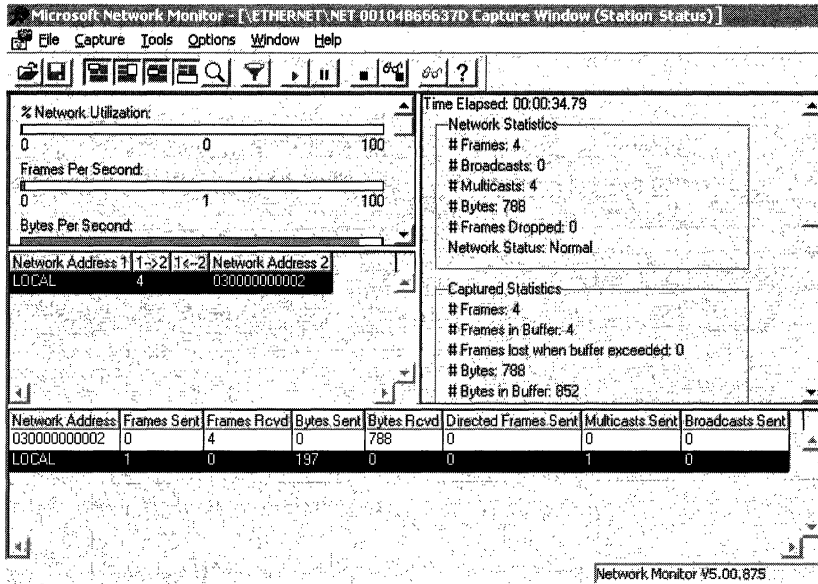 Microsoft Network Monitor - [\ETHERNET\NET 00104B66637D Capture Window (Station Status)]
File Capture Tools Options Window Help
% Network Utilization:
0 0 100
Frames Per Second:
0 1 100
Bytes Per Second:
Time Elapsed: 00:00:34.79
Network Statistics
# Frames: 4
# Broadcasts: 0
# Multicasts: 4
# Bytes: 788
# Frames Dropped: 0
Network Status: Normal
Network Address 1 1->2 1<-2 Network Address 2
LOCAL 4 030000000002
Captured Statistics
# Frames: 4
# Frames in Buffer: 4
# Frames lost when buffer exceeded: 0
# Bytes: 788
# Bytes in Buffer: 852
Network Address Frames Sent Frames Rcvd Bytes Sent Bytes Rcvd Directed Frames Sent Multicasts Sent Broadcasts Sent
030000000002 0 4 0 788 0 0 0
LOCAL 1 0 197 0 0 1 0
Network Monitor V5.00.875